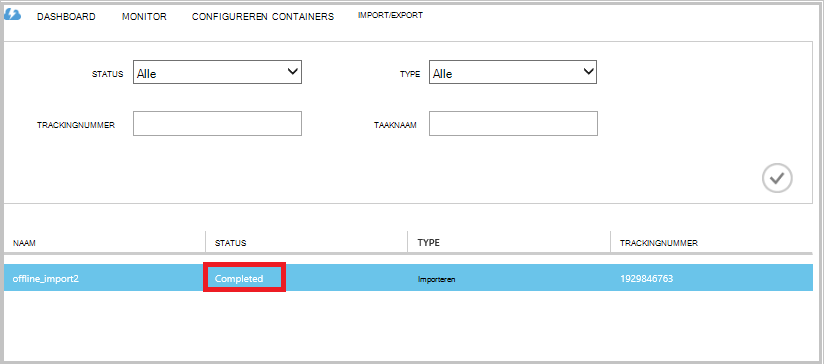 DASHBOARD MONITOR CONFIGUREREN CONTAINERS IMPORT/EXPORT
STATUS Alle TYPE Alle
TRACKINGNUMMER TAAKNAAM
NAAM STATUS TYPE TRACKINGNUMMER
offline_import2 Completed Importeren 1929846763